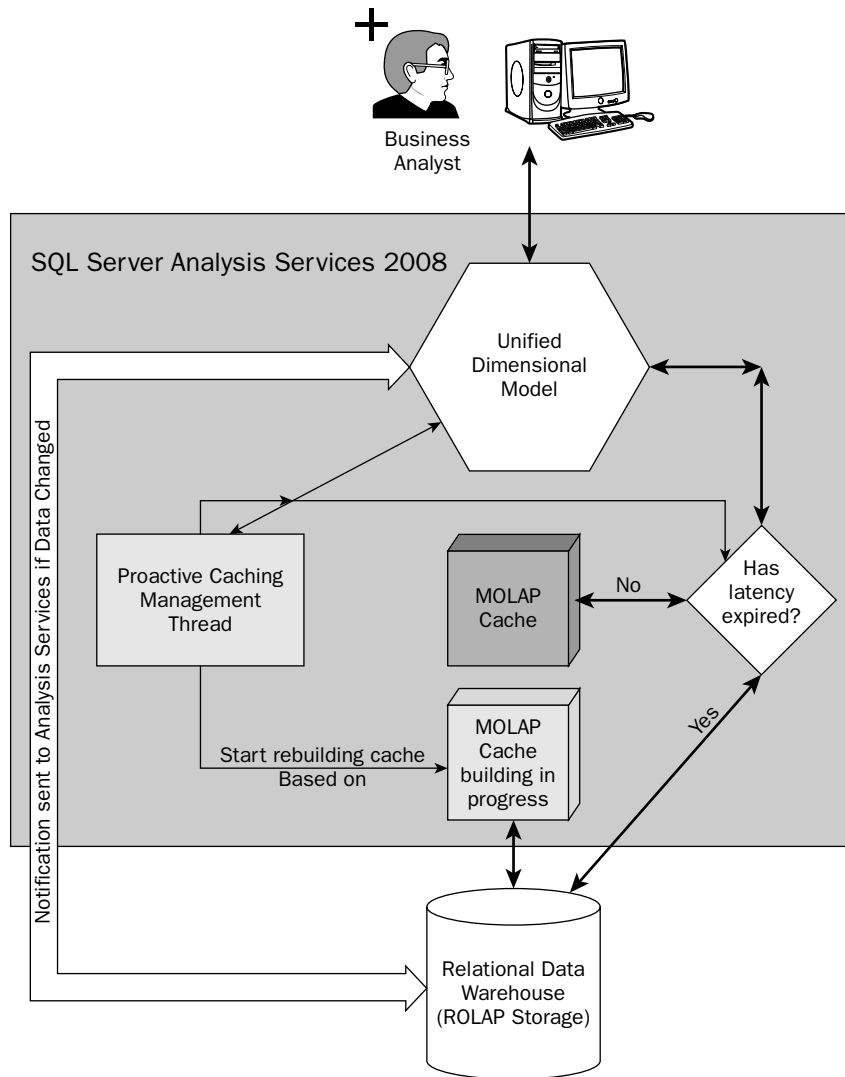 Business
Analyst
SQL Server Analysis Services 2008
Unified
Dimensional
Model
Notification sent to Analysis Services if Data Changed
Proactive Caching
Management
Thread
MOLAP
Cache
No
Has
latency
expired?
Yes
Start rebuilding cache
Based on
MOLAP
Cache
building in
progress
Relational Data
Warehouse
(ROLAP Storage)